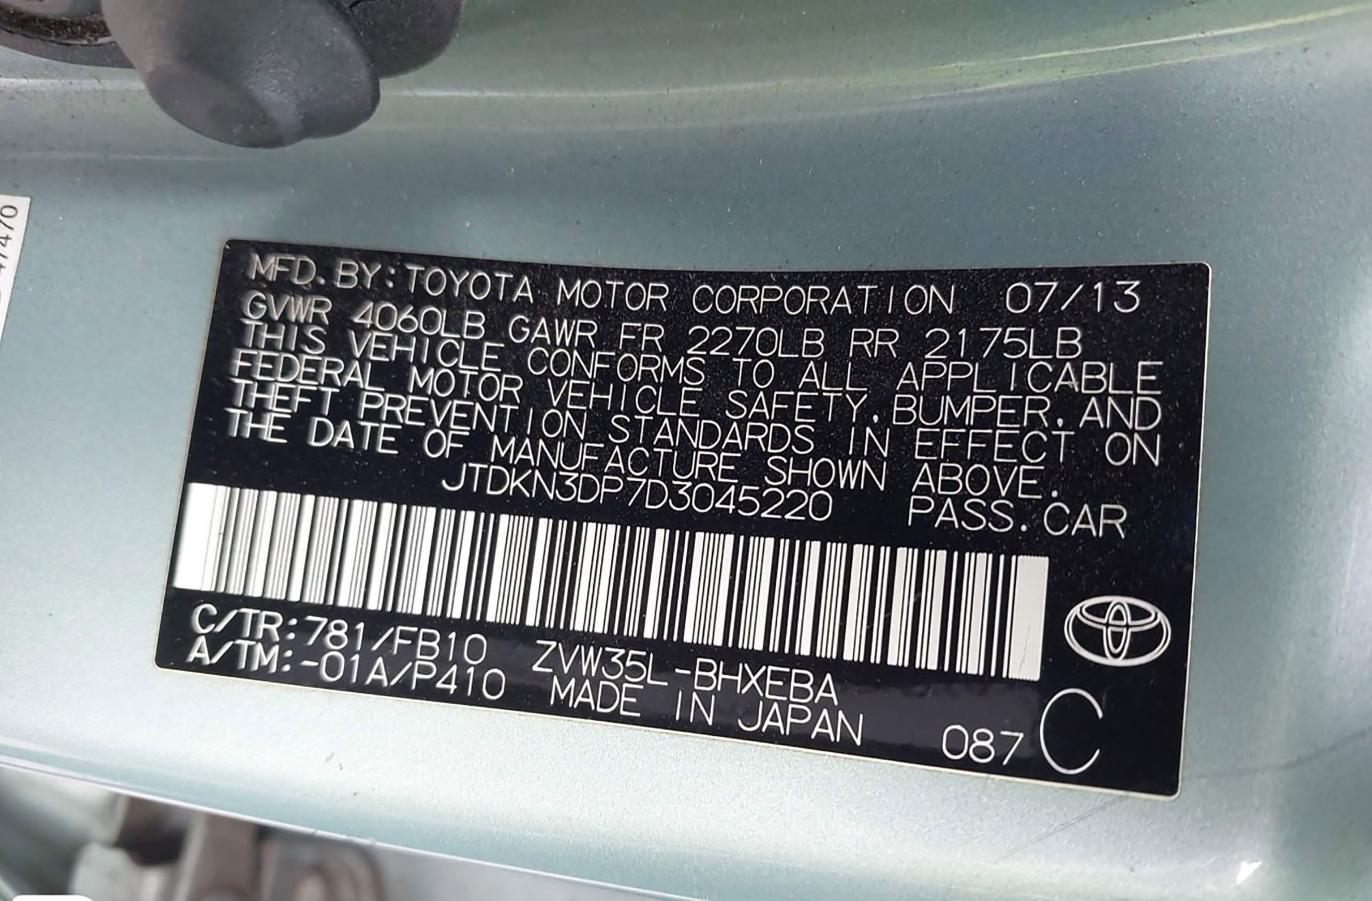 47470
MFD. BY: TOYOTA MOTOR CORPORATION 07/13
GVWR 4060LB GAWR FR 2270LB RR 2175LB
THIS VEHICLE CONFORMS TO ALL APPLICABLE
FEDERAL MOTOR VEHICLE SAFETY, BUMPER, AND
THEFT PREVENTION STANDARDS IN EFFECT ON
THE DATE OF MANUFACTURE SHOWN ABOVE.
JTDKN3DP7D3045220 PASS. CAR
C/TR: 781/FB10 ZVW35L-BHXEBA
A/TM: -01A/P410 MADE IN JAPAN
087 C